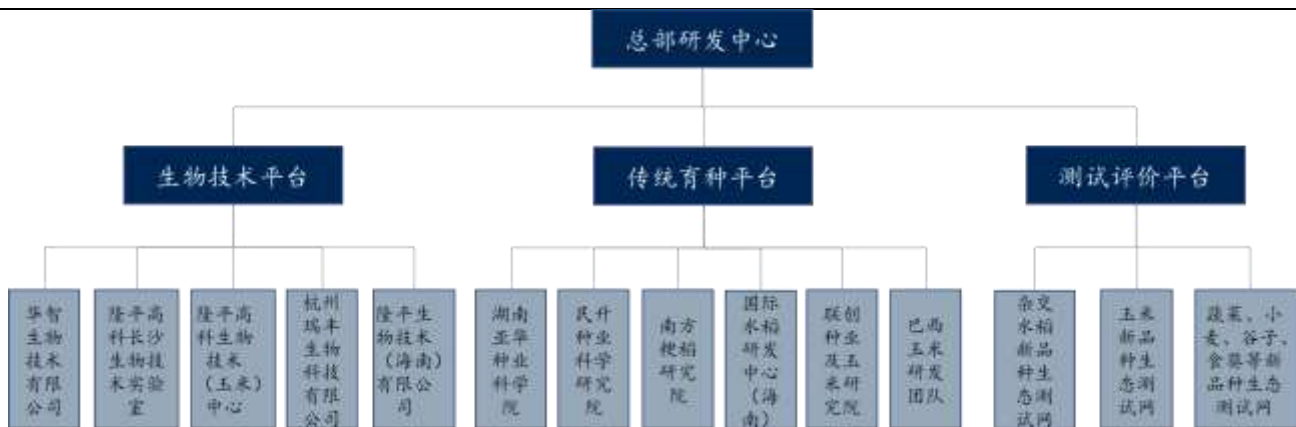 总部研发中心
生物技术平台
传统育种平台
测试评价平台
华智
生物
技术
有限
公司
隆平高
科长沙
生物技
术实验
室
隆平高
科生物
技术
（玉米）
中心
杭州
瑞丰
生物
科技
有限
公司
隆平生
物技术
（海南）
有限公
司
湖南
亚华
种业
科学
院
民升
种业
科学
研究
院
南方
粳稻
研究
院
国际
水稻
研发
中心
（海
南）
联创
种业
及玉
米研
究院
巴西
玉米
研发
团队
杂交
水稻
新品
种生
态测
试网
玉米
新品
种生
态测
试网
蔬菜、小
麦、谷子、
食葵等新
品种生态
测试网